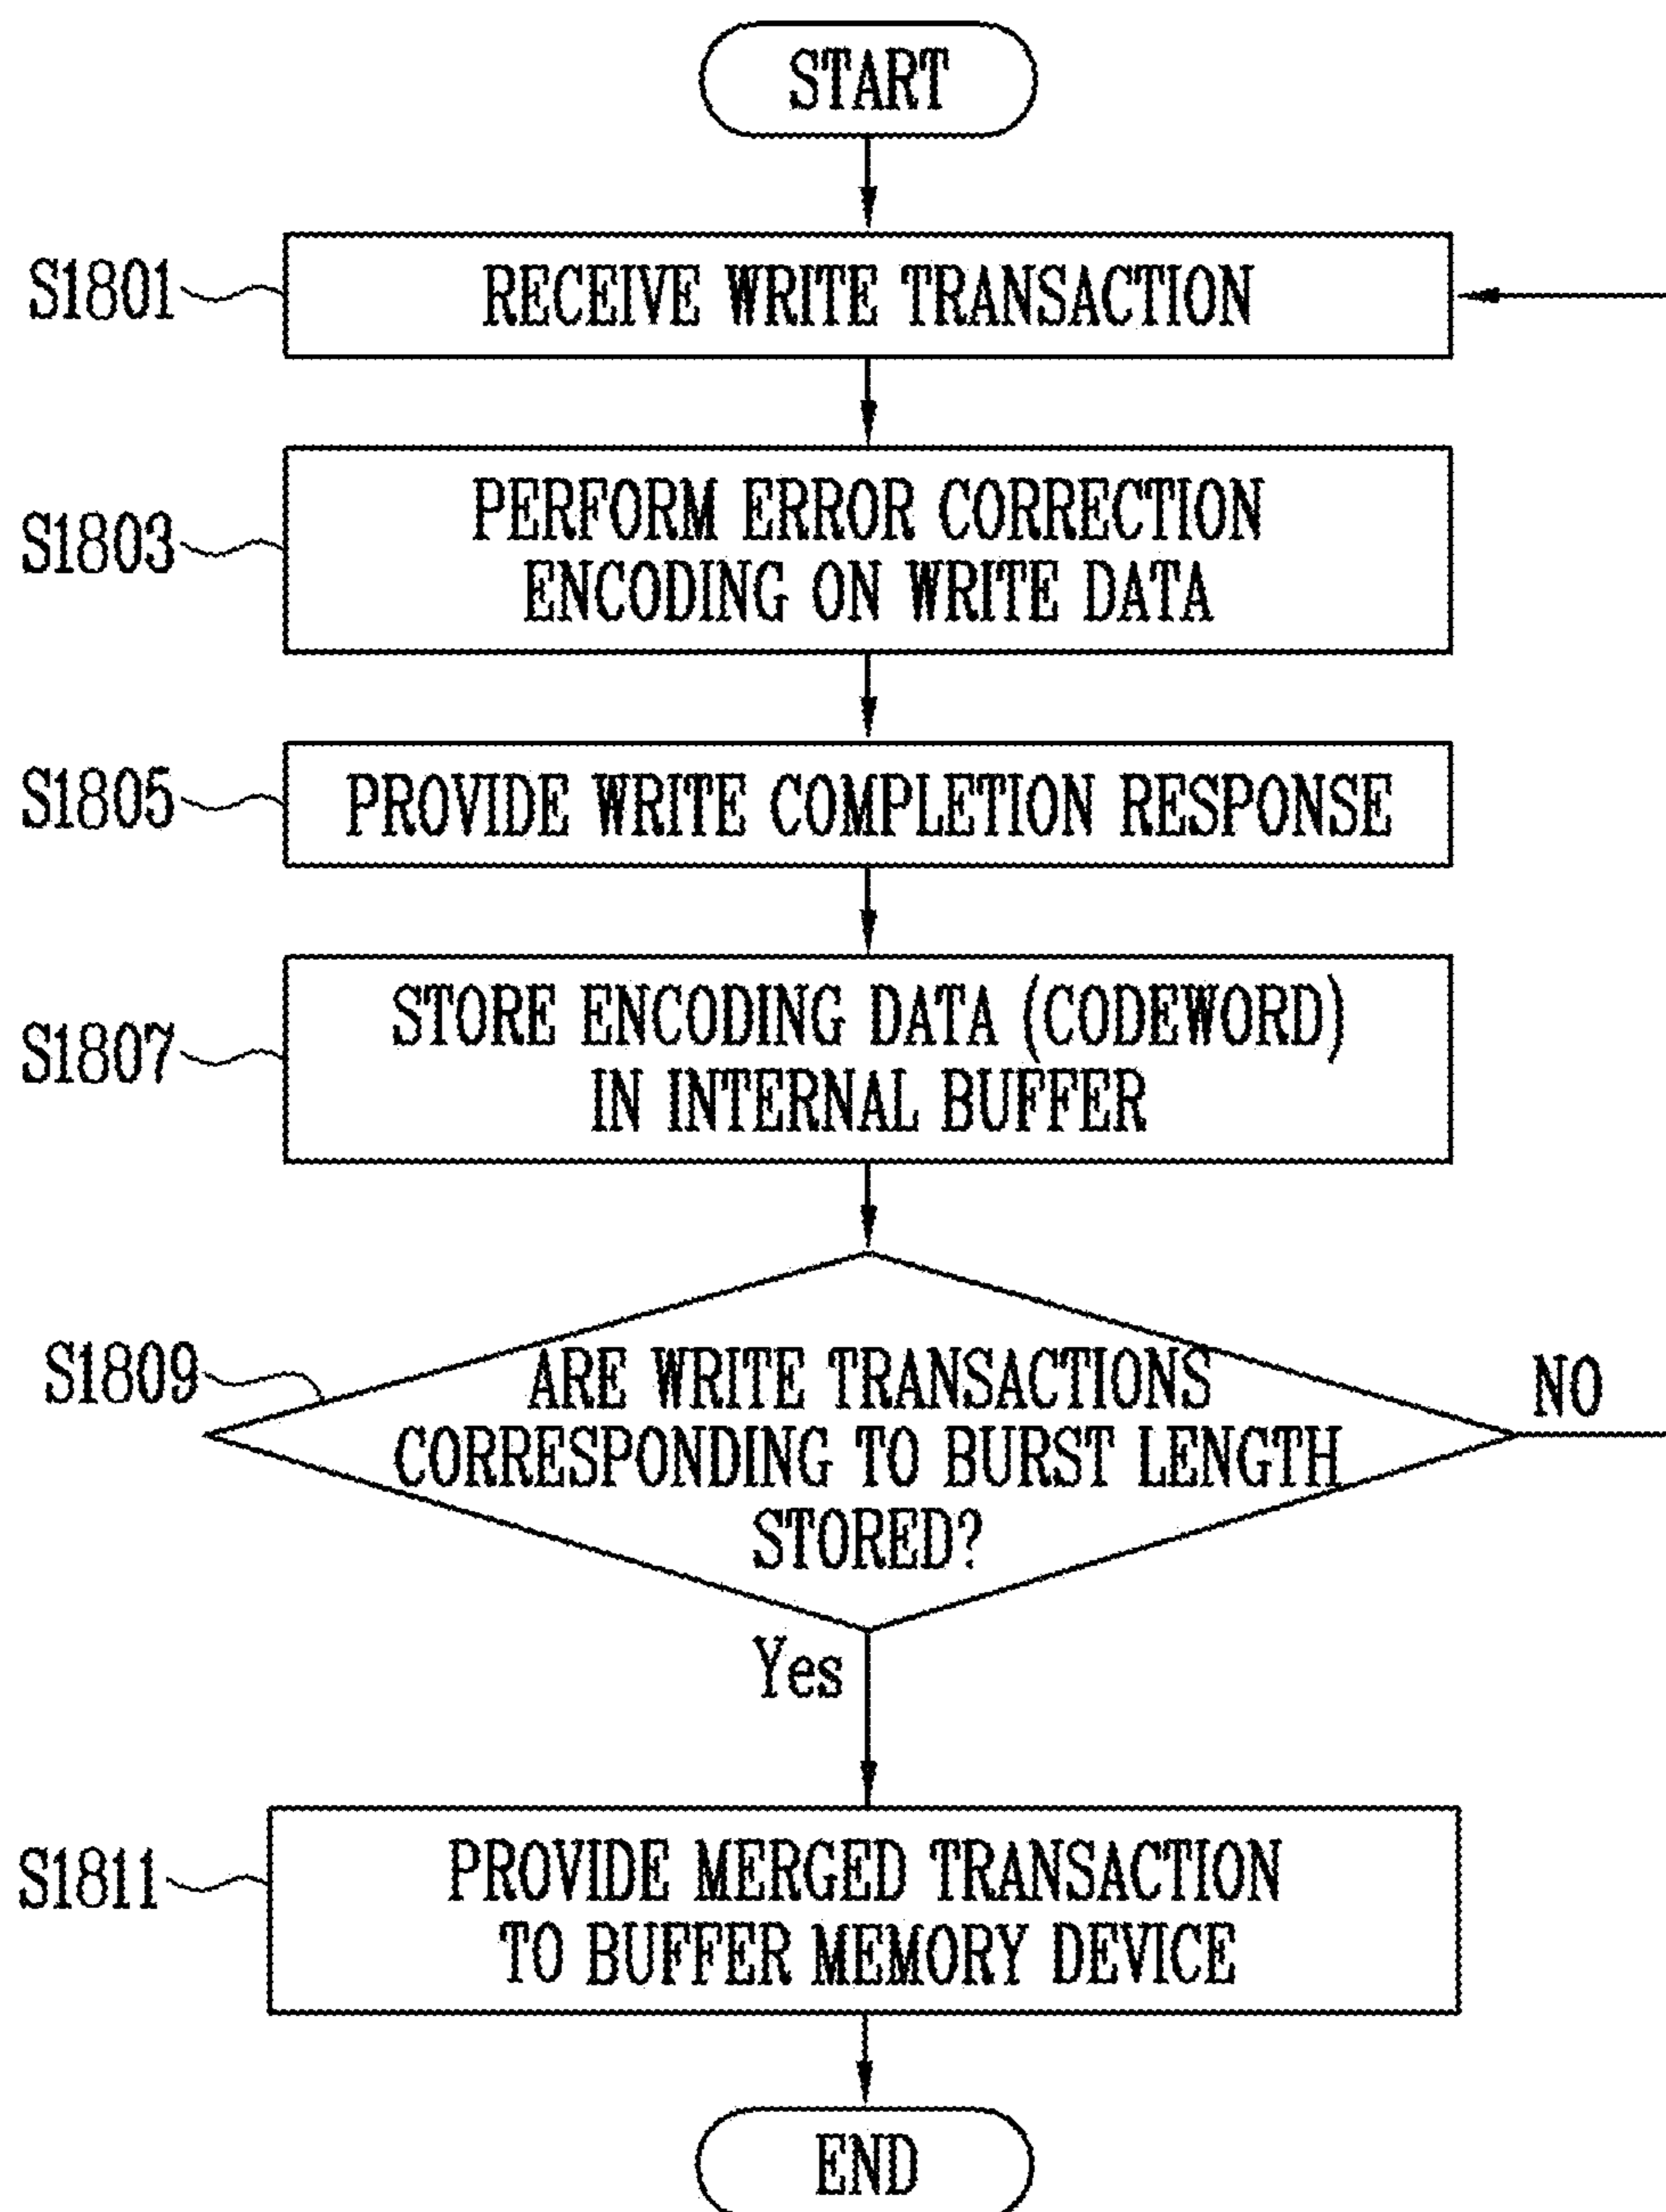 START
S1801
RECEIVE WRITE TRANSACTION
S1803
PERFORM ERROR CORRECTION
ENCODING ON WRITE DATA
S1805
PROVIDE WRITE COMPLETION RESPONSE
S1807
STORE ENCODING DATA (CODEWORD)
IN INTERNAL BUFFER
S1809
ARE WRITE TRANSACTIONS
CORRESPONDING TO BURST LENGTH
STORED?
NO
Yes
S1811
PROVIDE MERGED TRANSACTION
TO BUFFER MEMORY DEVICE
END